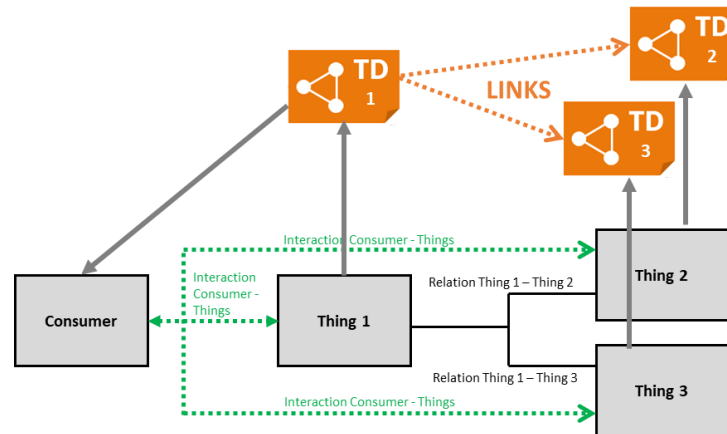 TD
1
TD
2
LINKS
TD
3
Interaction Consumer - Things
Interaction
Consumer -
Things
Consumer
Thing 1
Relation Thing 1 – Thing 2
Thing 2
Relation Thing 1 – Thing 3
Thing 3
Interaction Consumer - Things